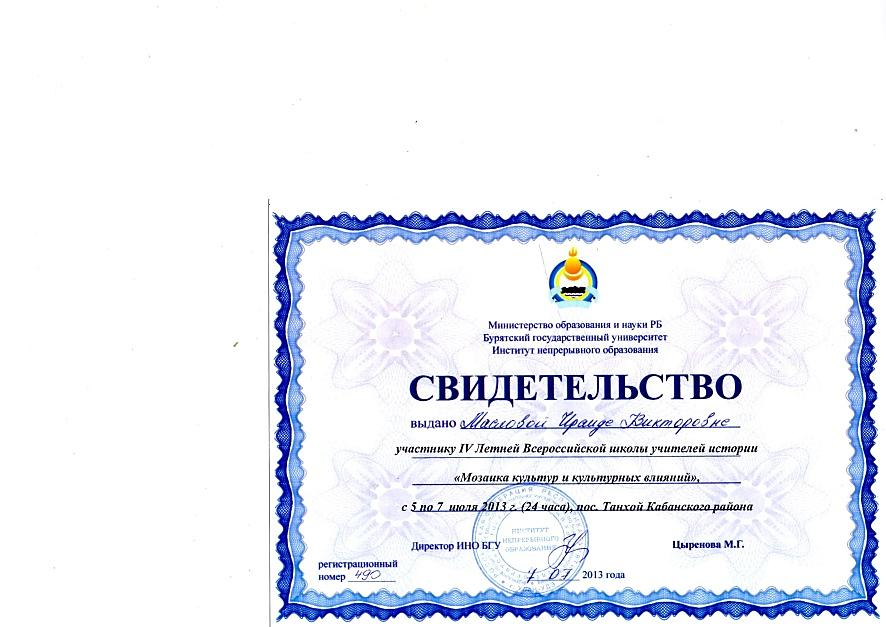 Министерство образования и науки РБ
Бурятский государственный университет
Институт непрерывного образования
СВИДЕТЕЛЬСТВО
выдано Масловой Ираиде Викторовне
участнику IV Летней Всероссийской школы учителей истории
«Мозаика культур и культурных влияний»,
с 5 по 7 июля 2013 г. (24 часа), пос. Танхой Кабанского района
ИНСТИТУТ
НЕПРЕРЫВНОГО
ОБРАЗОВАНИЯ
Директор ИНО БГУ Цыренова М.Г.
регистрационный
номер 490
7 07 2013 года